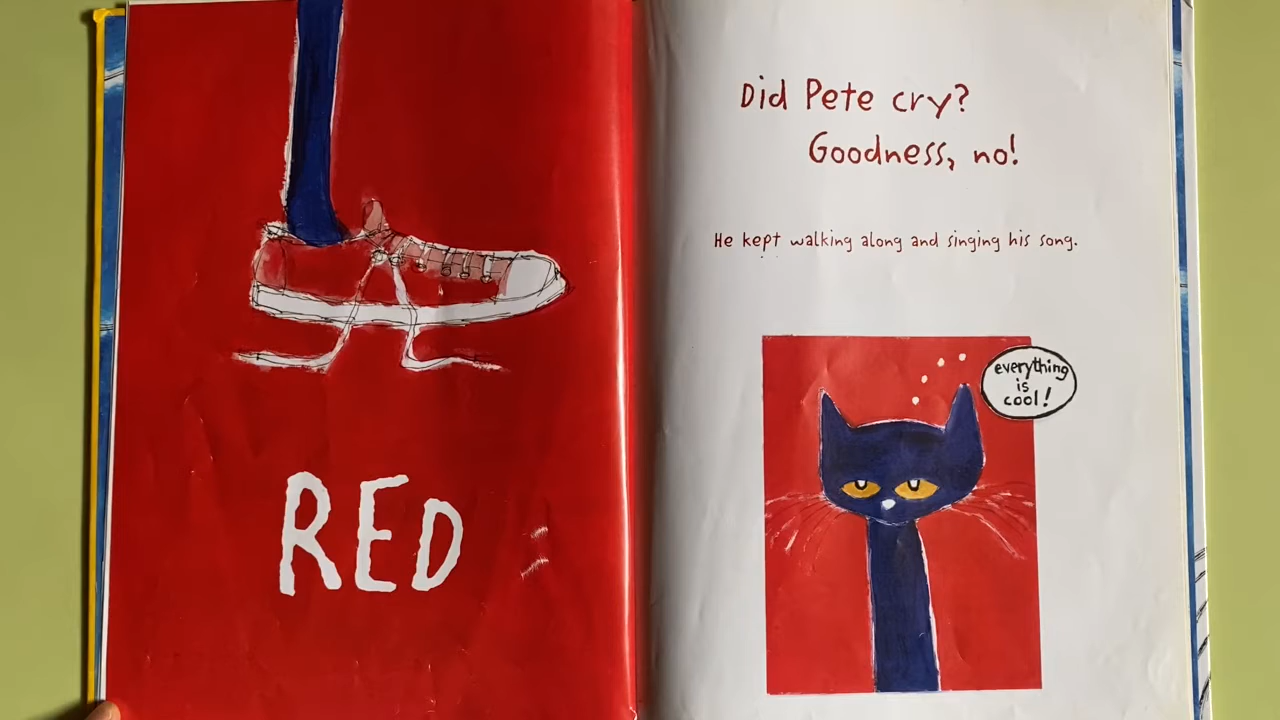 RED
Did Pete cry?
Goodness, no!
He kept walking along and singing his song.
everything
is
cool!